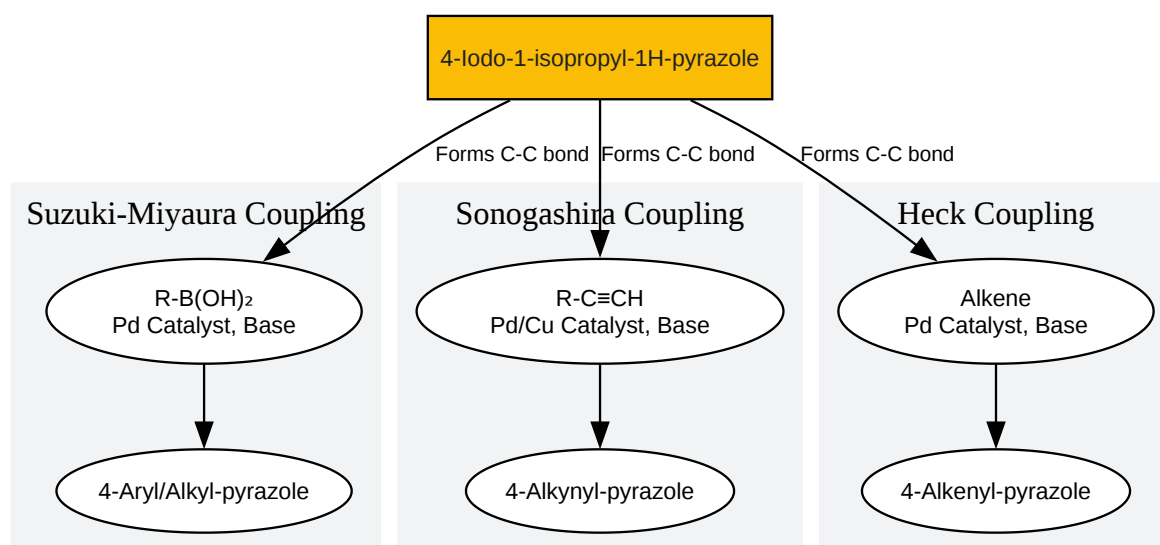 4-Iodo-1-isopropyl-1H-pyrazole
Forms C-C bond
Forms C-C bond
Forms C-C bond
Suzuki-Miyaura Coupling
R-B(OH)₂
Pd Catalyst, Base
4-Aryl/Alkyl-pyrazole
Sonogashira Coupling
R-C≡CH
Pd/Cu Catalyst, Base
4-Alkynyl-pyrazole
Heck Coupling
Alkene
Pd Catalyst, Base
4-Alkenyl-pyrazole